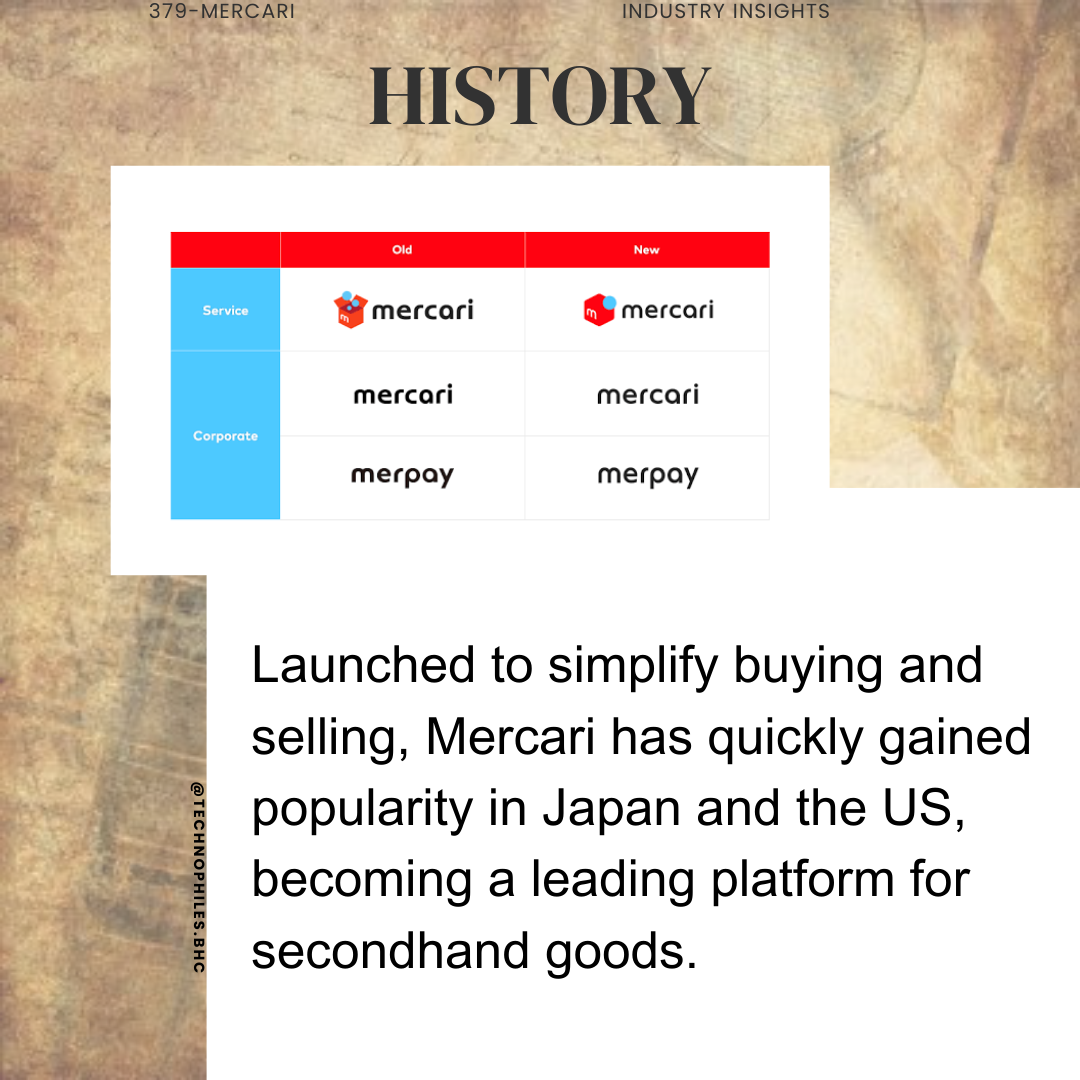 379-MERCARI
INDUSTRY INSIGHTS
HISTORY
Old
New
Service
m mercari
m mercari
Corporate
mercari
mercari
merpay
merpay
Launched to simplify buying and
selling, Mercari has quickly gained
popularity in Japan and the US,
becoming a leading platform for
secondhand goods.
@TECHNOPHILES.BHC